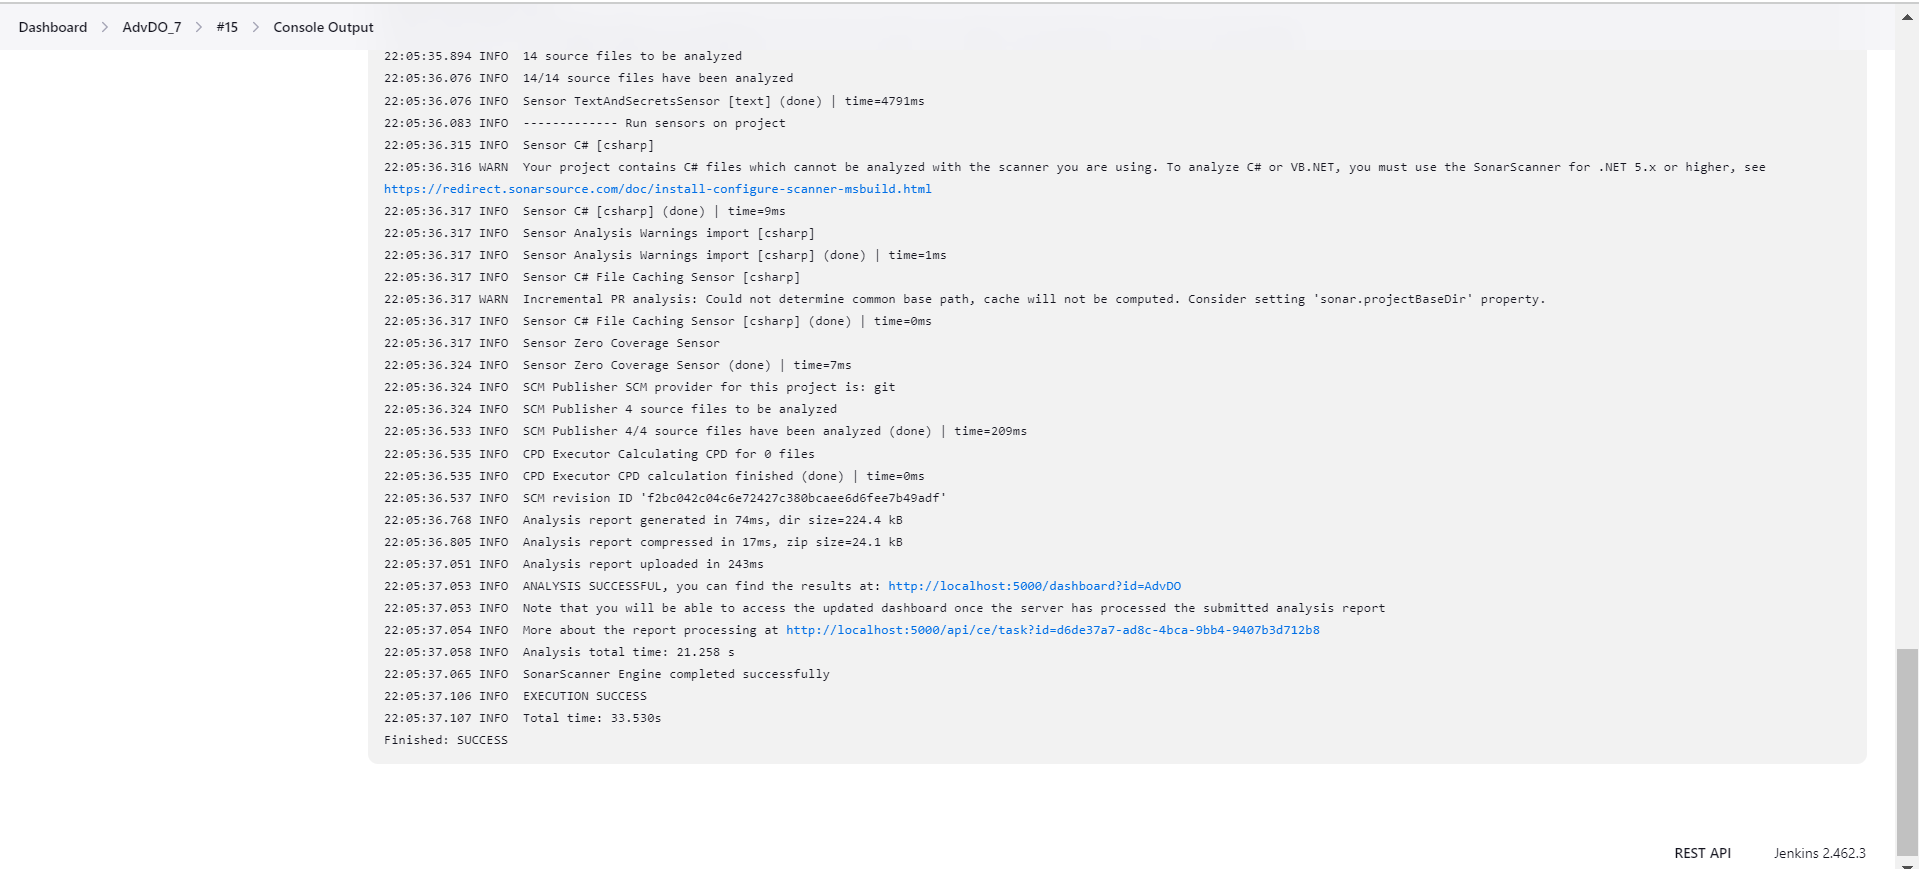 Dashboard > AdvDO_7 > #15 > Console Output
22:05:35.894 INFO  14 source files to be analyzed
22:05:36.076 INFO  14/14 source files have been analyzed
22:05:36.076 INFO  Sensor TextAndSecretsSensor [text] (done) | time=4791ms
22:05:36.083 INFO  ------------- Run sensors on project
22:05:36.315 INFO  Sensor C# [csharp]
22:05:36.316 WARN  Your project contains C# files which cannot be analyzed with the scanner you are using. To analyze C# or VB.NET, you must use the SonarScanner for .NET 5.x or higher, see
https://redirect.sonarsource.com/doc/install-configure-scanner-msbuild.html
22:05:36.317 INFO  Sensor C# [csharp] (done) | time=9ms
22:05:36.317 INFO  Sensor Analysis Warnings import [csharp]
22:05:36.317 INFO  Sensor Analysis Warnings import [csharp] (done) | time=1ms
22:05:36.317 INFO  Sensor C# File Caching Sensor [csharp]
22:05:36.317 WARN  Incremental PR analysis: Could not determine common base path, cache will not be computed. Consider setting 'sonar.projectBaseDir' property.
22:05:36.317 INFO  Sensor C# File Caching Sensor [csharp] (done) | time=0ms
22:05:36.317 INFO  Sensor Zero Coverage Sensor
22:05:36.324 INFO  Sensor Zero Coverage Sensor (done) | time=7ms
22:05:36.324 INFO  SCM Publisher SCM provider for this project is: git
22:05:36.324 INFO  SCM Publisher 4 source files to be analyzed
22:05:36.533 INFO  SCM Publisher 4/4 source files have been analyzed (done) | time=209ms
22:05:36.535 INFO  CPD Executor Calculating CPD for 0 files
22:05:36.535 INFO  CPD Executor CPD calculation finished (done) | time=0ms
22:05:36.537 INFO  SCM revision ID 'f2bc042c04c6e72427c380bcaee6d6fee7b49adf'
22:05:36.768 INFO  Analysis report generated in 74ms, dir size=224.4 kB
22:05:36.805 INFO  Analysis report compressed in 17ms, zip size=24.1 kB
22:05:37.051 INFO  Analysis report uploaded in 243ms
22:05:37.053 INFO  ANALYSIS SUCCESSFUL, you can find the results at: http://localhost:5000/dashboard?id=AdvDO
22:05:37.053 INFO  Note that you will be able to access the updated dashboard once the server has processed the submitted analysis report
22:05:37.054 INFO  More about the report processing at http://localhost:5000/api/ce/task?id=d6de37a7-ad8c-4bca-9bb4-9407b3d712b8
22:05:37.058 INFO  Analysis total time: 21.258 s
22:05:37.065 INFO  SonarScanner Engine completed successfully
22:05:37.106 INFO  EXECUTION SUCCESS
22:05:37.107 INFO  Total time: 33.530s
Finished: SUCCESS
REST API    Jenkins 2.462.3